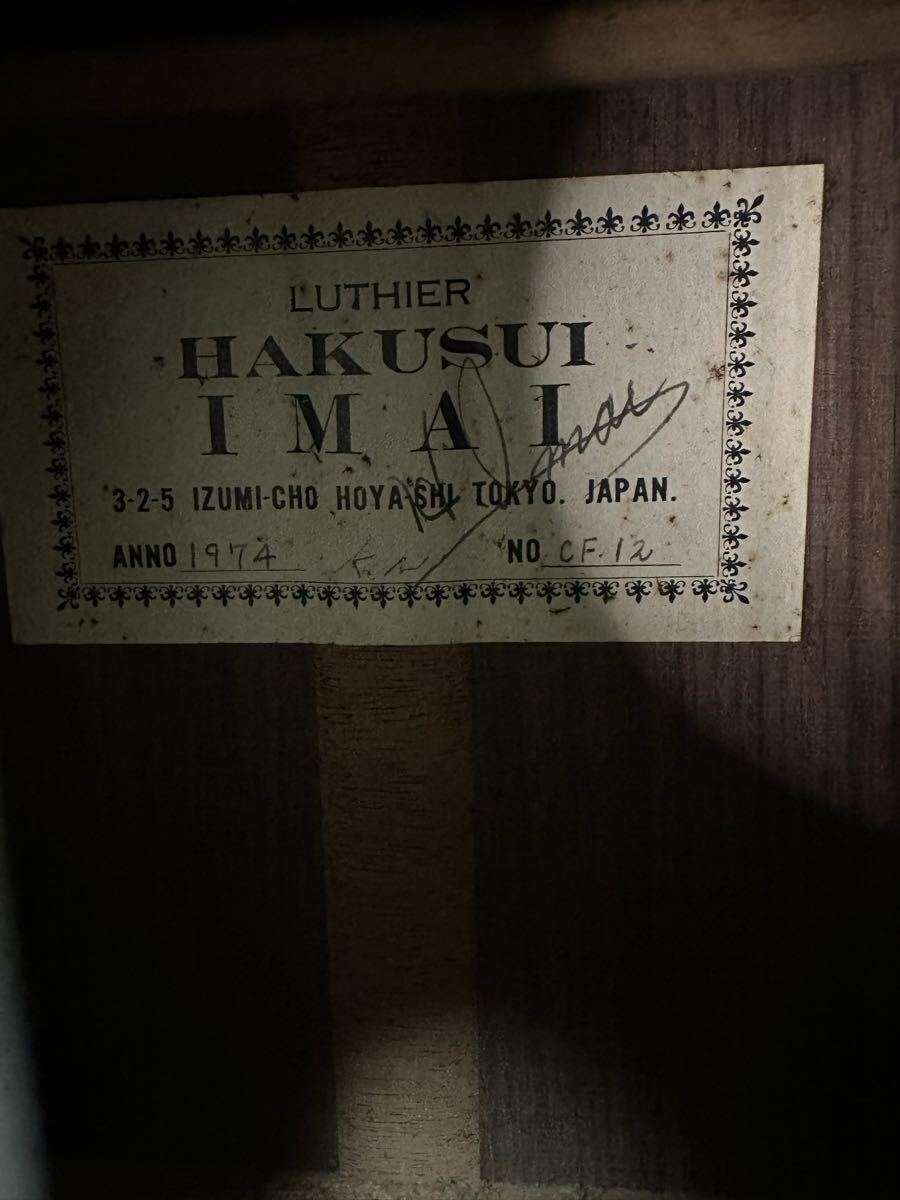 LUTHIER
HAKUSUI
IMAI
3-2-5 IZUMI-CHO HOYA-SHI TOKYO. JAPAN.
ANNO 1974 NO. CF.12